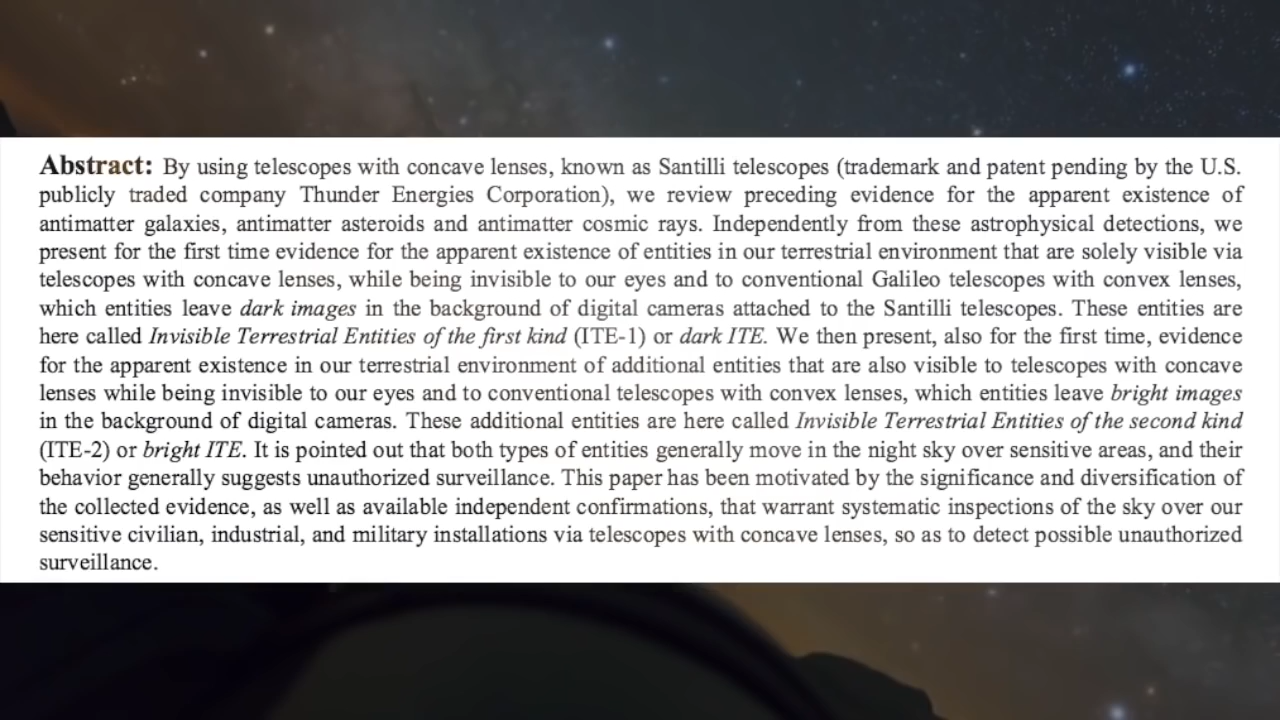 Abstract: By using telescopes with concave lenses, known as Santilli telescopes (trademark and patent pending by the U.S.
publicly traded company Thunder Energies Corporation), we review preceding evidence for the apparent existence of
antimatter galaxies, antimatter asteroids and antimatter cosmic rays. Independently from these astrophysical detections, we
present for the first time evidence for the apparent existence of entities in our terrestrial environment that are solely visible via
telescopes with concave lenses, while being invisible to our eyes and to conventional Galileo telescopes with convex lenses,
which entities leave dark images in the background of digital cameras attached to the Santilli telescopes. These entities are
here called Invisible Terrestrial Entities of the first kind (ITE-1) or dark ITE. We then present, also for the first time, evidence
for the apparent existence in our terrestrial environment of additional entities that are also visible to telescopes with concave
lenses while being invisible to our eyes and to conventional telescopes with convex lenses, which entities leave bright images
in the background of digital cameras. These additional entities are here called Invisible Terrestrial Entities of the second kind
(ITE-2) or bright ITE. It is pointed out that both types of entities generally move in the night sky over sensitive areas, and their
behavior generally suggests unauthorized surveillance. This paper has been motivated by the significance and diversification of
the collected evidence, as well as available independent confirmations, that warrant systematic inspections of the sky over our
sensitive civilian, industrial, and military installations via telescopes with concave lenses, so as to detect possible unauthorized
surveillance.